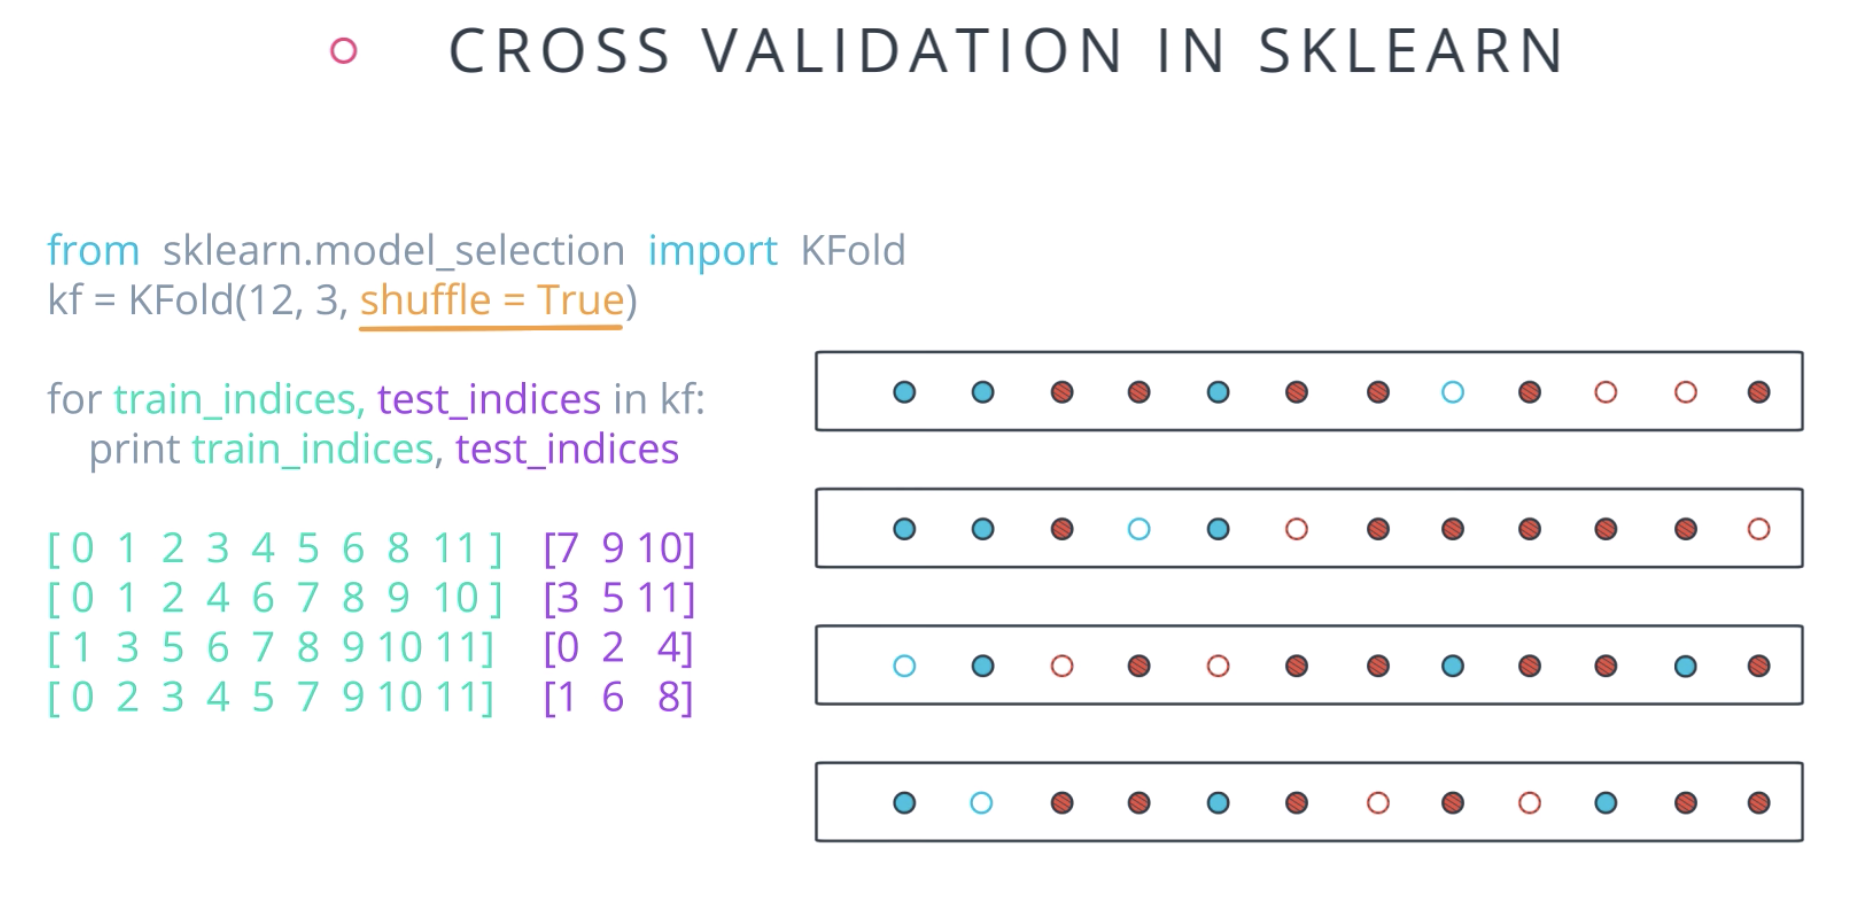 CROSS VALIDATION IN SKLEARN
from sklearn.model_selection import KFold
kf = KFold(12, 3, shuffle = True)
for train_indices, test_indices in kf:
print train_indices, test_indices
[ 0 1 2 3 4 5 6 8 11 ] [7 9 10]
[ 0 1 2 4 6 7 8 9 10 ] [3 5 11]
[ 1 3 5 6 7 8 9 10 11] [0 2 4]
[ 0 2 3 4 5 7 9 10 11] [1 6 8]